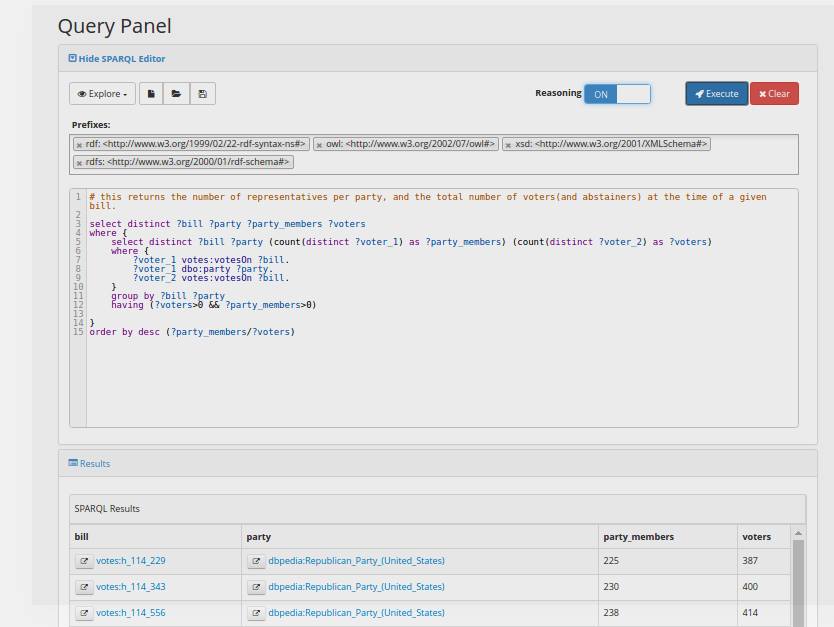 Query Panel
Hide SPARQL Editor
Explore
Reasoning ON Execute Clear
Prefixes:
rdf: <http://www.w3.org/1999/02/22-rdf-syntax-ns#> owl: <http://www.w3.org/2002/07/owl#> xsd: <http://www.w3.org/2001/XMLSchema#>
rdfs: <http://www.w3.org/2000/01/rdf-schema#>
1 # this returns the number of representatives per party, and the total number of voters(and abstainers) at the time of a given
bill.
2
3 select distinct ?bill ?party ?party_members ?voters
4 where {
5 select distinct ?bill ?party (count(distinct ?voter_1) as ?party_members) (count(distinct ?voter_2) as ?voters)
6 where {
7 ?voter_1 votes:votesOn ?bill.
8 ?voter_1 dbo:party ?party.
9 ?voter_2 votes:votesOn ?bill.
10 }
11 group by ?bill ?party
12 having (?voters>0 && ?party_members>0)
13
14 }
15 order by desc (?party_members/?voters)
Results
SPARQL Results
bill party party_members voters
votes:h_114_229 dbpedia:Republican_Party_(United_States) 225 387
votes:h_114_343 dbpedia:Republican_Party_(United_States) 230 400
votes:h_114_556 dbpedia:Republican_Party_(United_States) 238 414